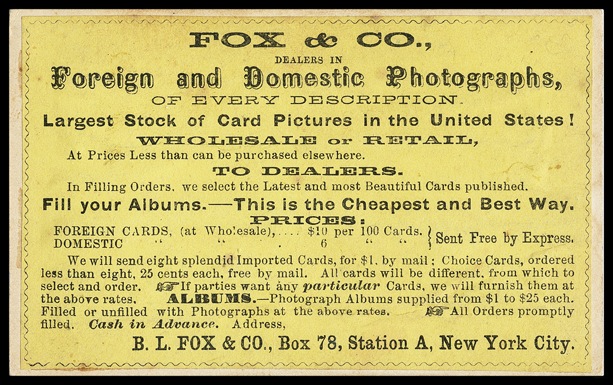 FOX & CO.,
DEALERS IN
Foreign and Domestic Photographs,
OF EVERY DESCRIPTION.
Largest Stock of Card Pictures in the United States!
WHOLESALE or RETAIL,
At Prices Less than can be purchased elsewhere.
TO DEALERS.
In Filling Orders, we select the Latest and most Beautiful Cards published.
Fill your Albums.—This is the Cheapest and Best Way.
PRICES:
FOREIGN CARDS, (at Wholesale),.... $10 per 100 Cards.
DOMESTIC " " 6 " "
} Sent Free by Express.
We will send eight splendid Imported Cards, for $1, by mail; Choice Cards, ordered
less than eight, 25 cents each, free by mail. All cards will be different, from which to
select and order. ☞ If parties want any particular Cards, we will furnish them at
the above rates. ALBUMS.—Photograph Albums supplied from $1 to $25 each.
Filled or unfilled with Photographs at the above rates. ☞ All Orders promptly
filled. Cash in Advance. Address,
B. L. FOX & CO., Box 78, Station A, New York City.